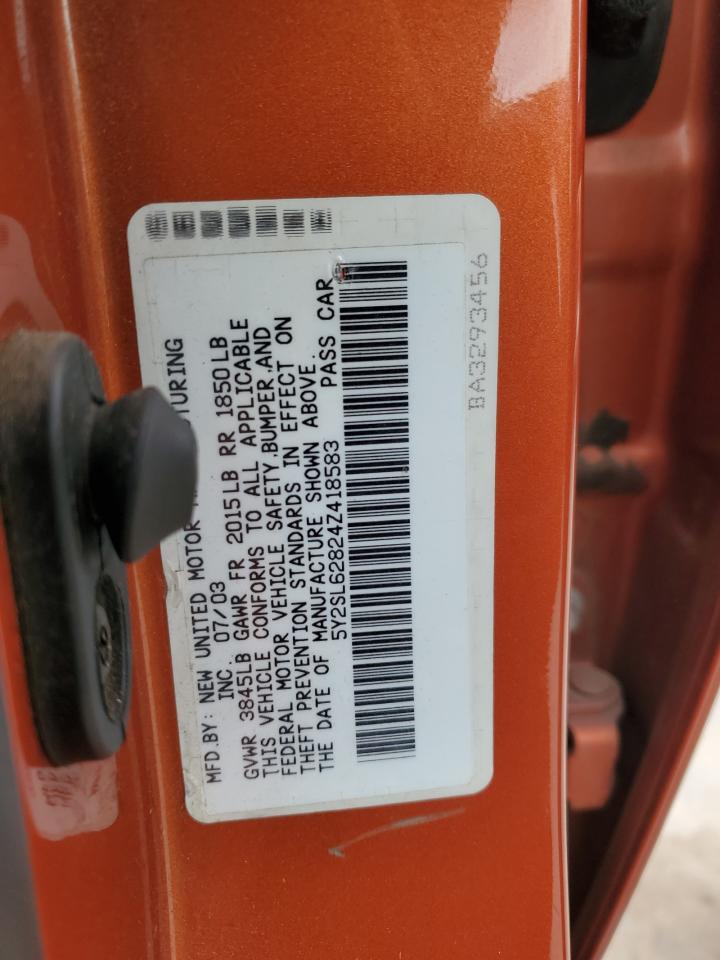 MFD.BY: NEW UNITED MOTOR TURING
INC. 07/03
GVWR 3845LB GAWR FR 2015LB RR 1850LB
THIS VEHICLE CONFORMS TO ALL APPLICABLE
FEDERAL MOTOR VEHICLE SAFETY,BUMPER,AND
THEFT PREVENTION STANDARDS IN EFFECT ON
THE DATE OF MANUFACTURE SHOWN ABOVE.
5Y2SL62824Z418583 PASS CAR
BA3293456